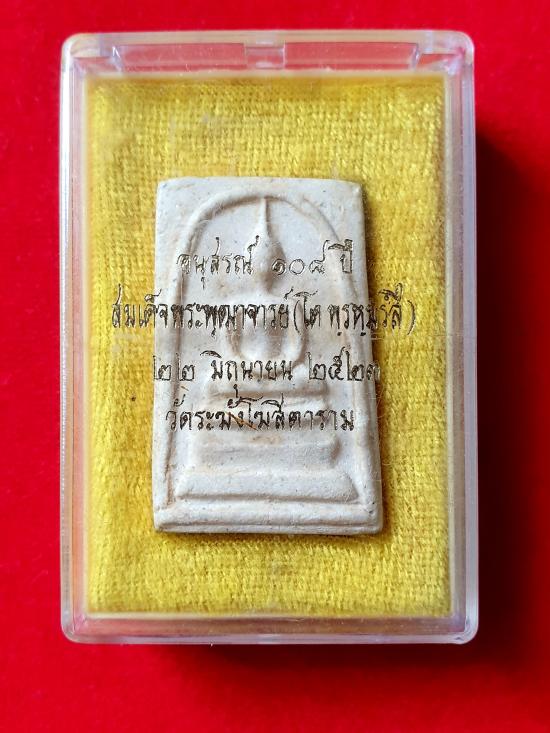 อนุสรณ์ ๑๐๘ ปี
สมเด็จพระพุฒาจารย์(โต พฺรหฺมรังสี)
๒๒ มิถุนายน ๒๕๒๓
วัดระฆังโฆสิตาราม